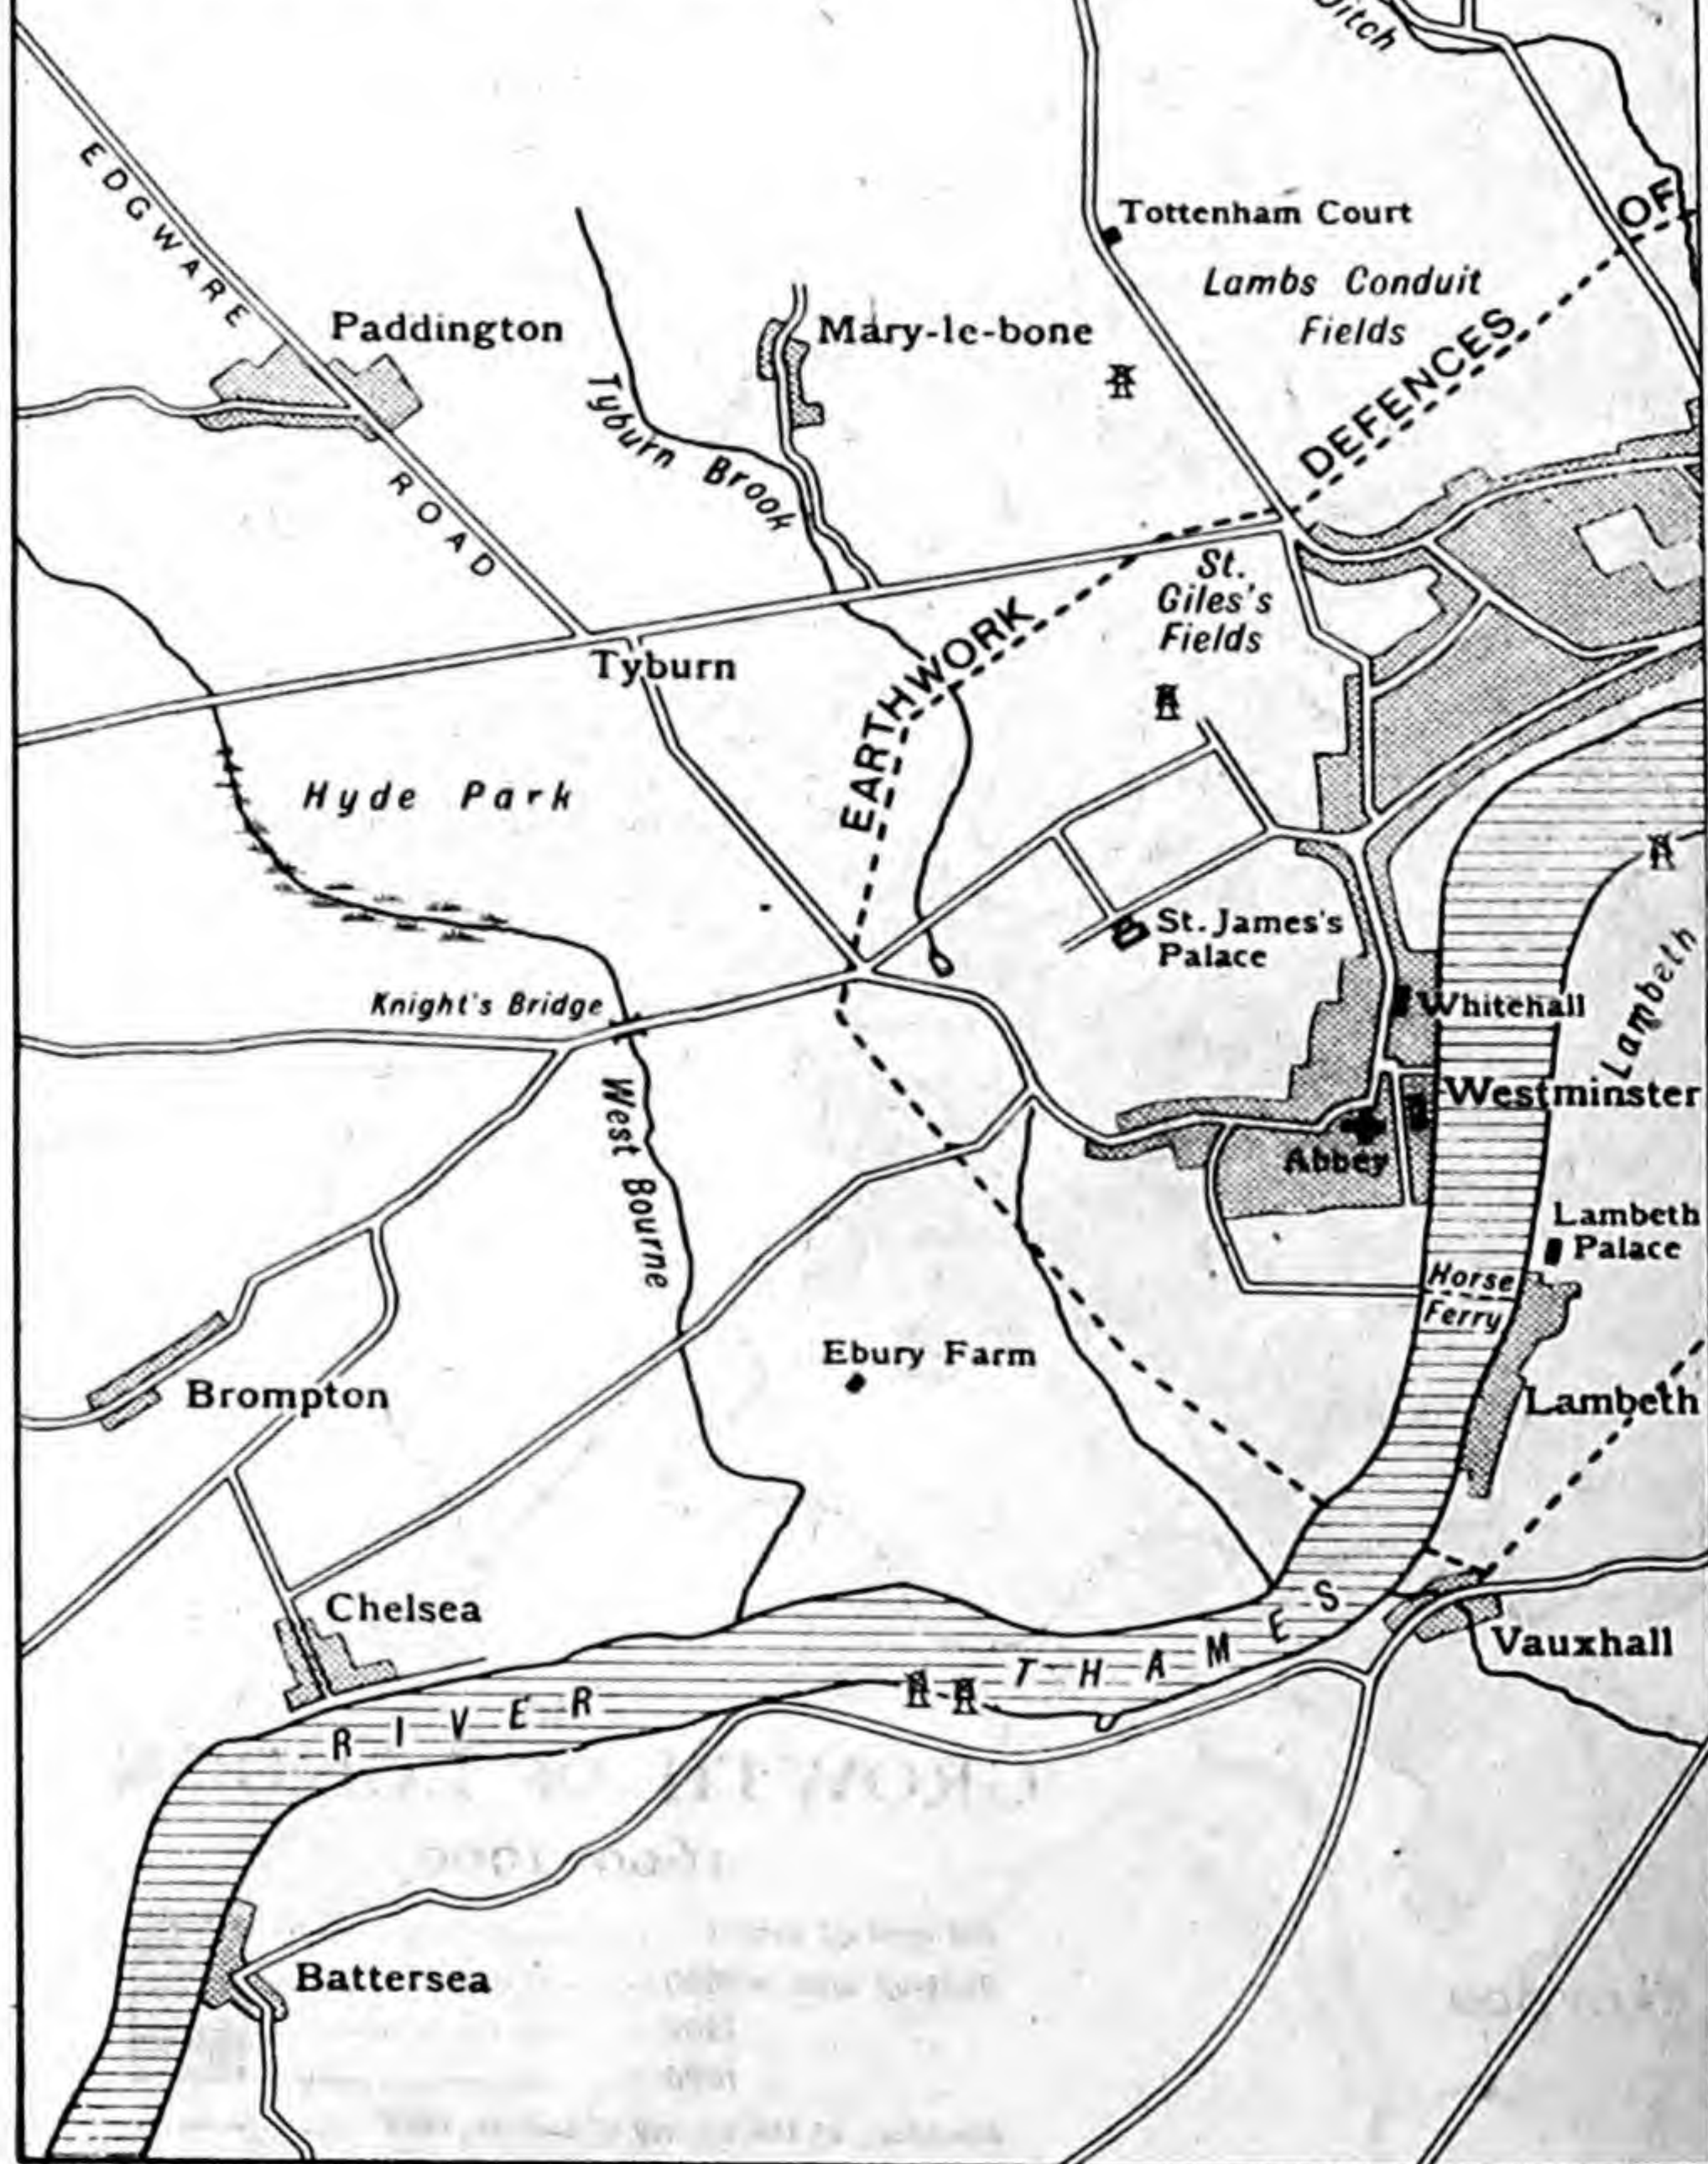 Ditch
EDGWARE
ROAD
OF
Tottenham Court
Lambs Conduit
Fields
Paddington
Mary-le-bone
DEFENCES
Tyburn Brook
St.
Giles's
Fields
EARTHWORK
Tyburn
Hyde Park
St. James's
Palace
Lambeth
Knight's Bridge
Whitehall
West Bourne
Westminster
Abbey
Lambeth
Palace
Horse
Ferry
Ebury Farm
Brompton
Lambeth
Chelsea
Vauxhall
RIVER THAMES
Battersea